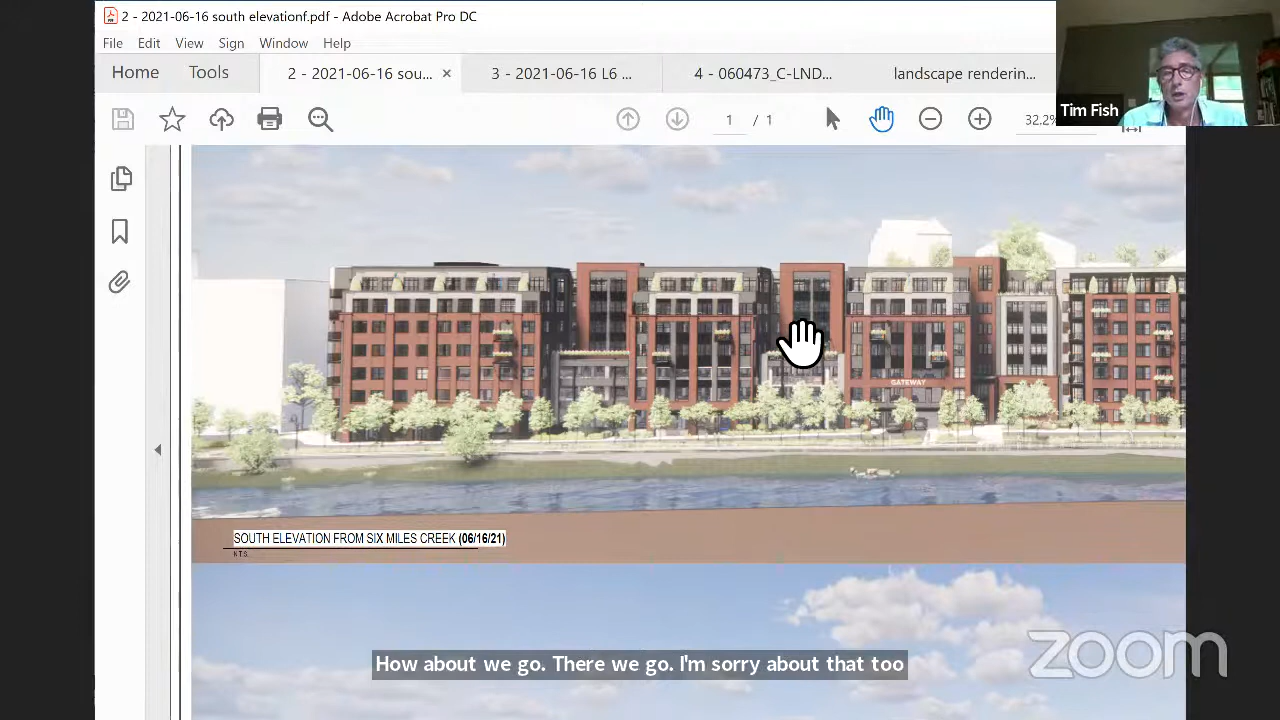 2 - 2021-06-16 south elevationf.pdf - Adobe Acrobat Pro DC
File Edit View Sign Window Help
Home Tools 2 - 2021-06-16 sou... × 3 - 2021-06-16 L6 ... 4 - 060473_C-LND... landscape renderin...
1 / 1 32.2%
Tim Fish
GATEWAY
SOUTH ELEVATION FROM SIX MILES CREEK (06/16/21)
N.T.S.
How about we go. There we go. I'm sorry about that too
zoom